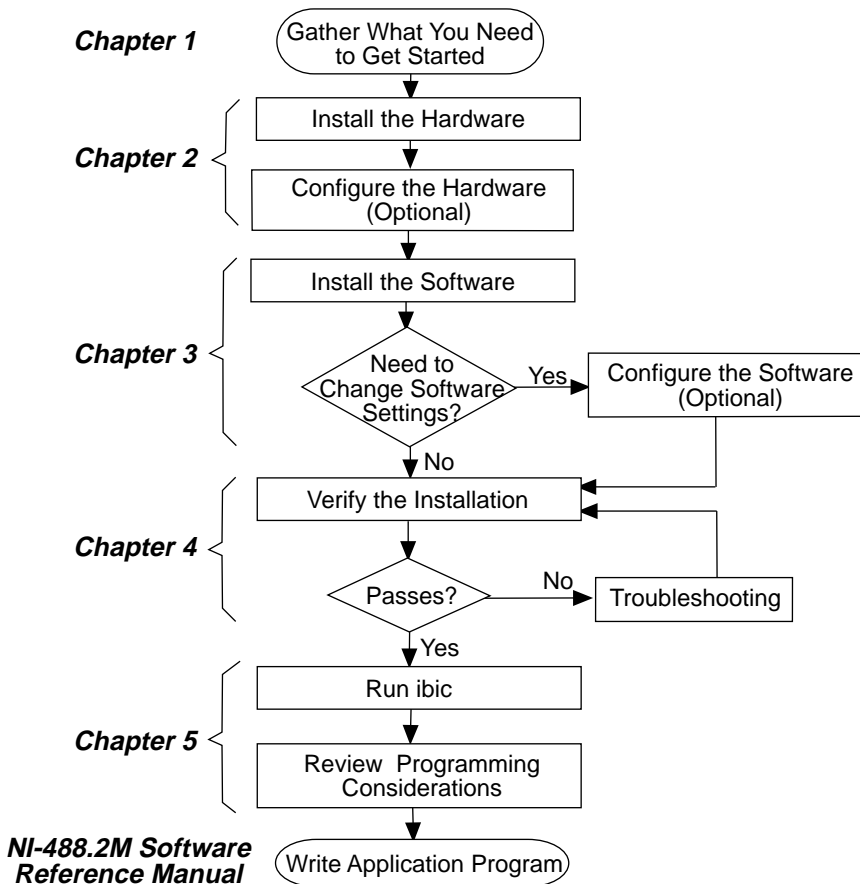 Chapter 1
Gather What You Need
to Get Started
Chapter 2
Install the Hardware
Configure the Hardware
(Optional)
Chapter 3
Install the Software
Need to
Change Software
Settings?
Yes
Configure the Software
(Optional)
No
Chapter 4
Verify the Installation
Passes?
No
Troubleshooting
Yes
Chapter 5
Run ibic
Review Programming
Considerations
NI-488.2M Software
Reference Manual
Write Application Program